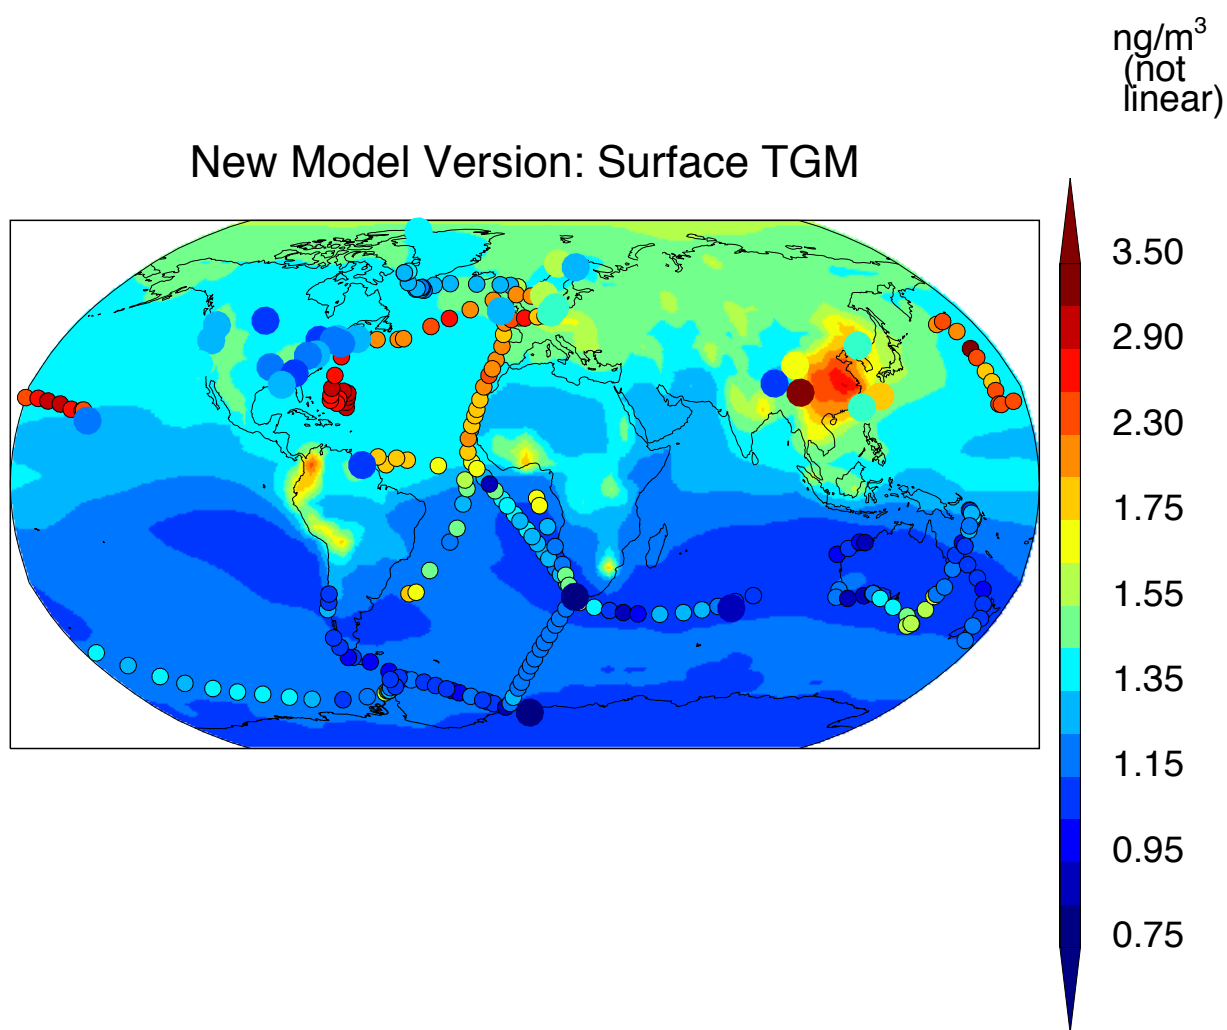 ng/m³
(not
linear)
New Model Version: Surface TGM
3.50
2.90
2.30
1.75
1.55
1.35
1.15
0.95
0.75